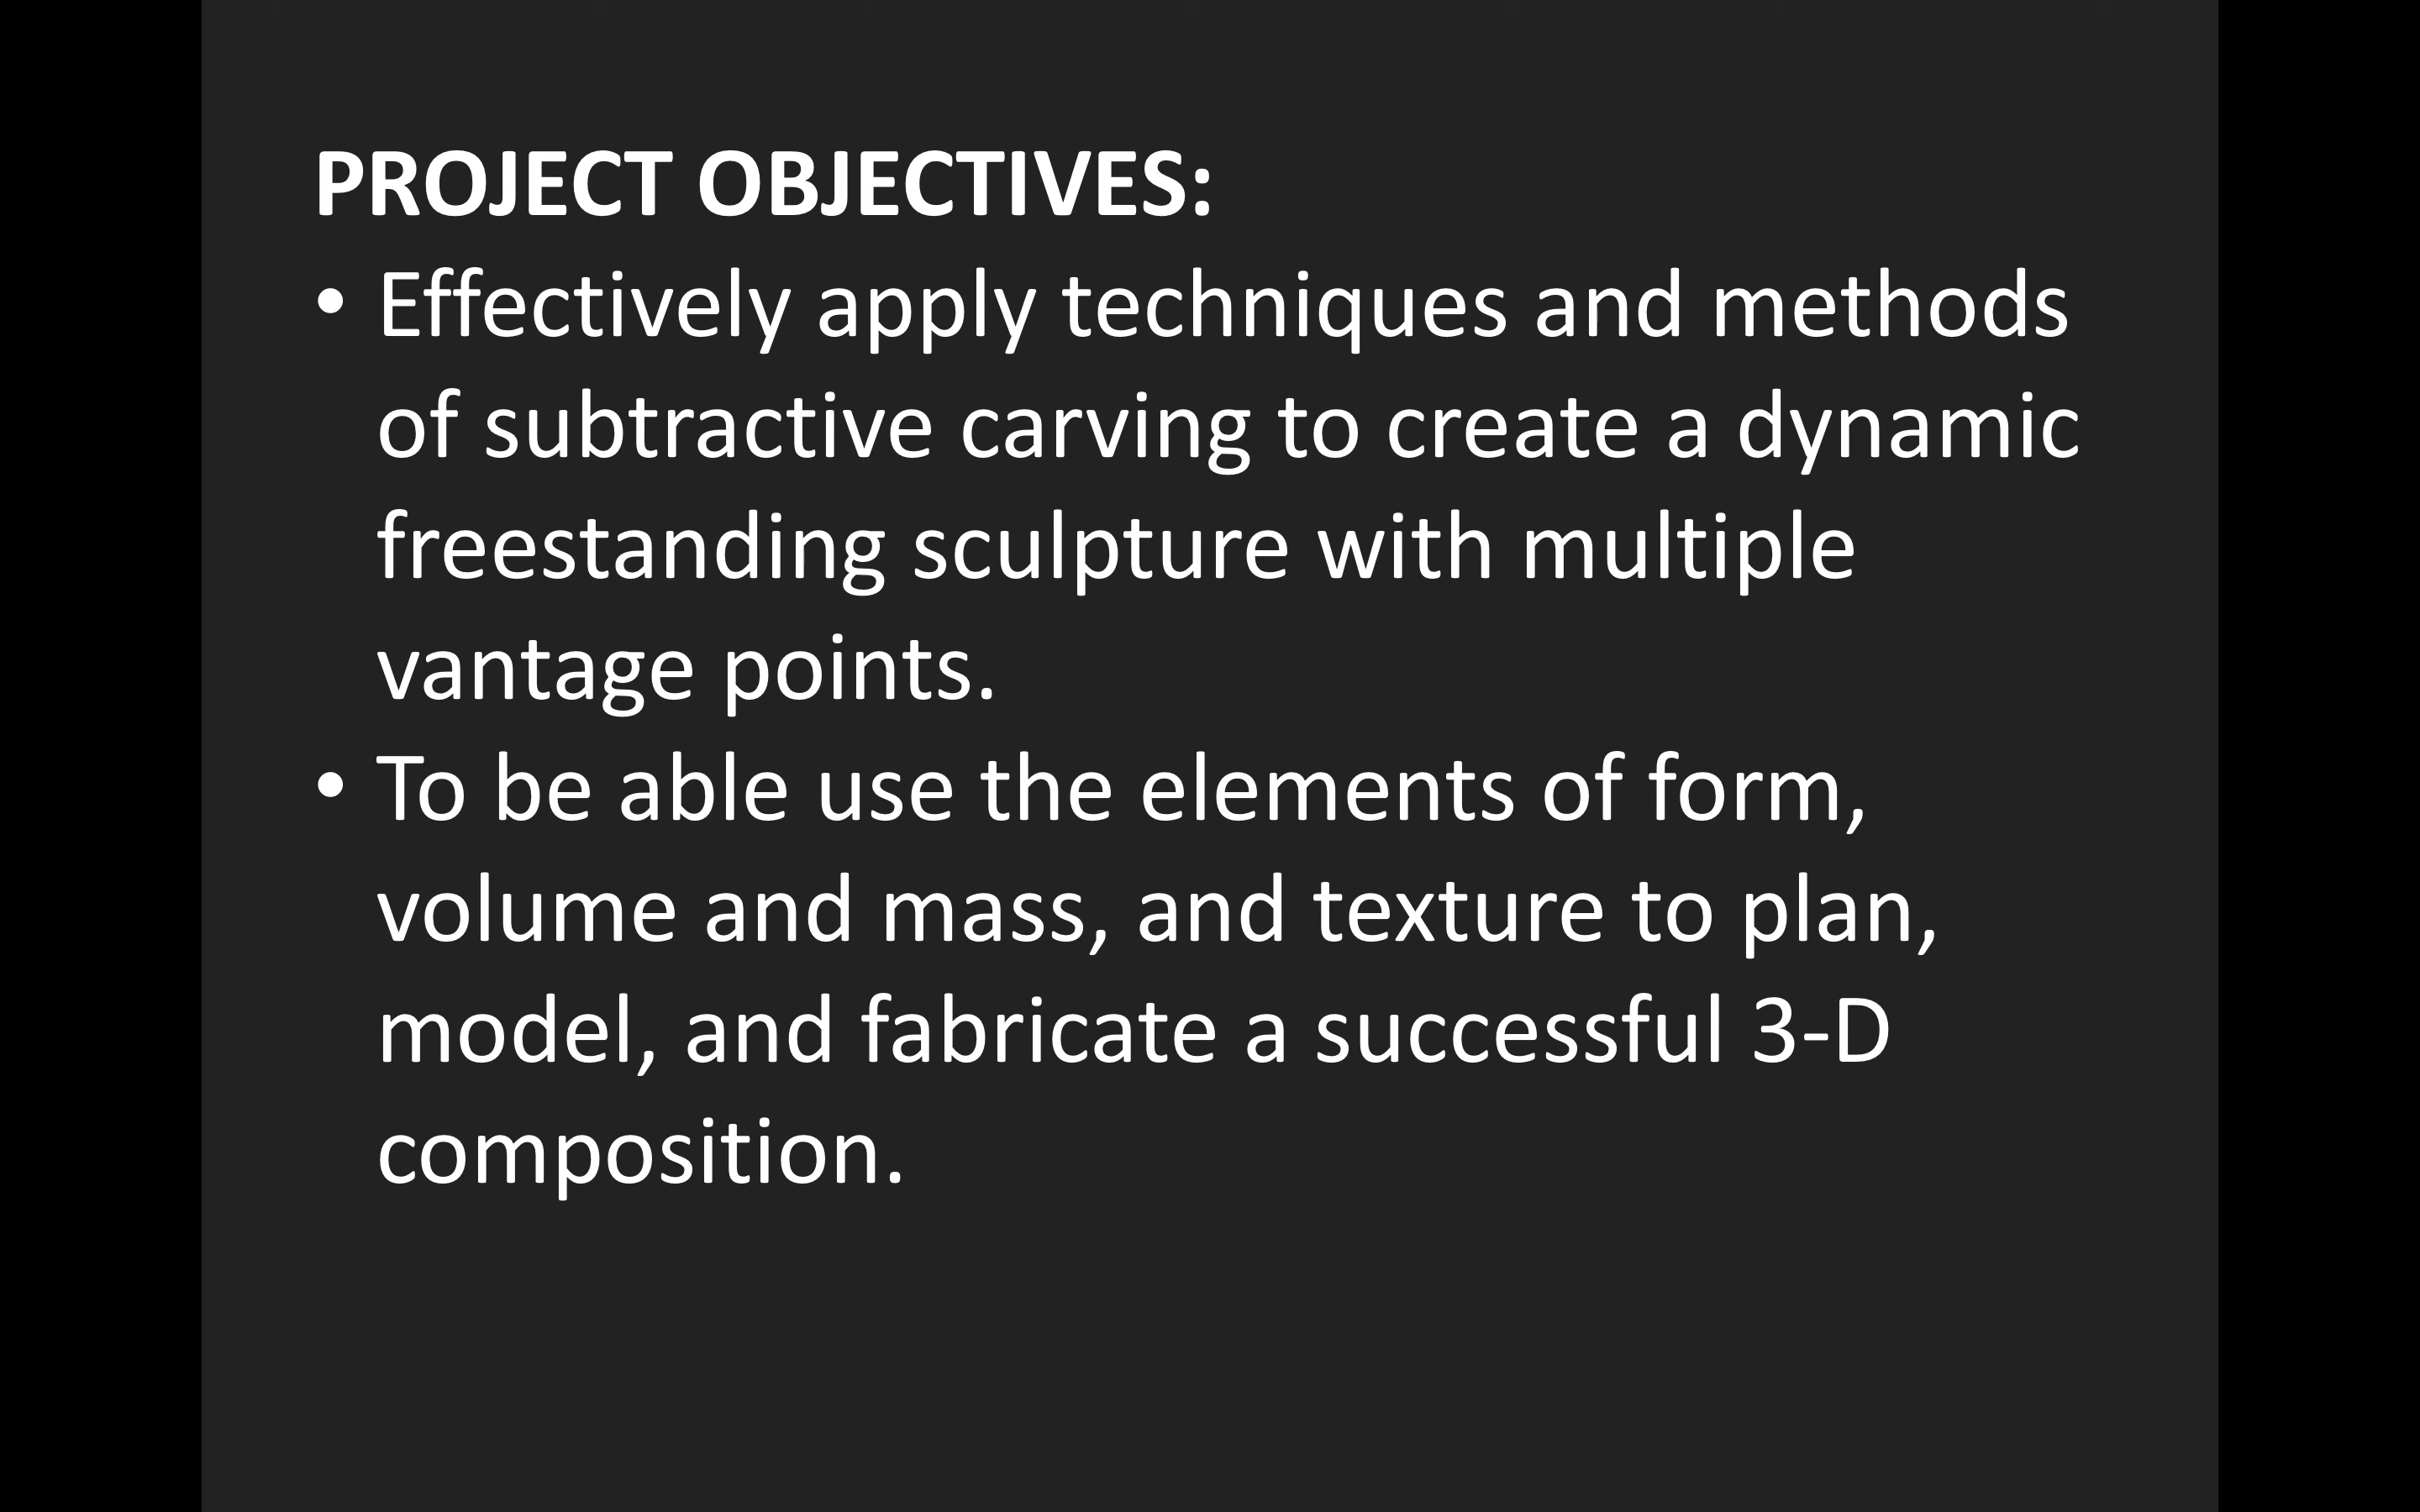 PROJECT OBJECTIVES:
• Effectively apply techniques and methods
of subtractive carving to create a dynamic
freestanding sculpture with multiple
vantage points.
• To be able use the elements of form,
volume and mass, and texture to plan,
model, and fabricate a successful 3-D
composition.